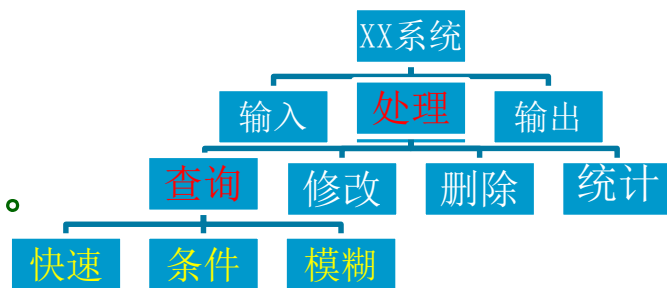 XX系统
输入 处理 输出
查询 修改 删除 统计
快速 条件 模糊